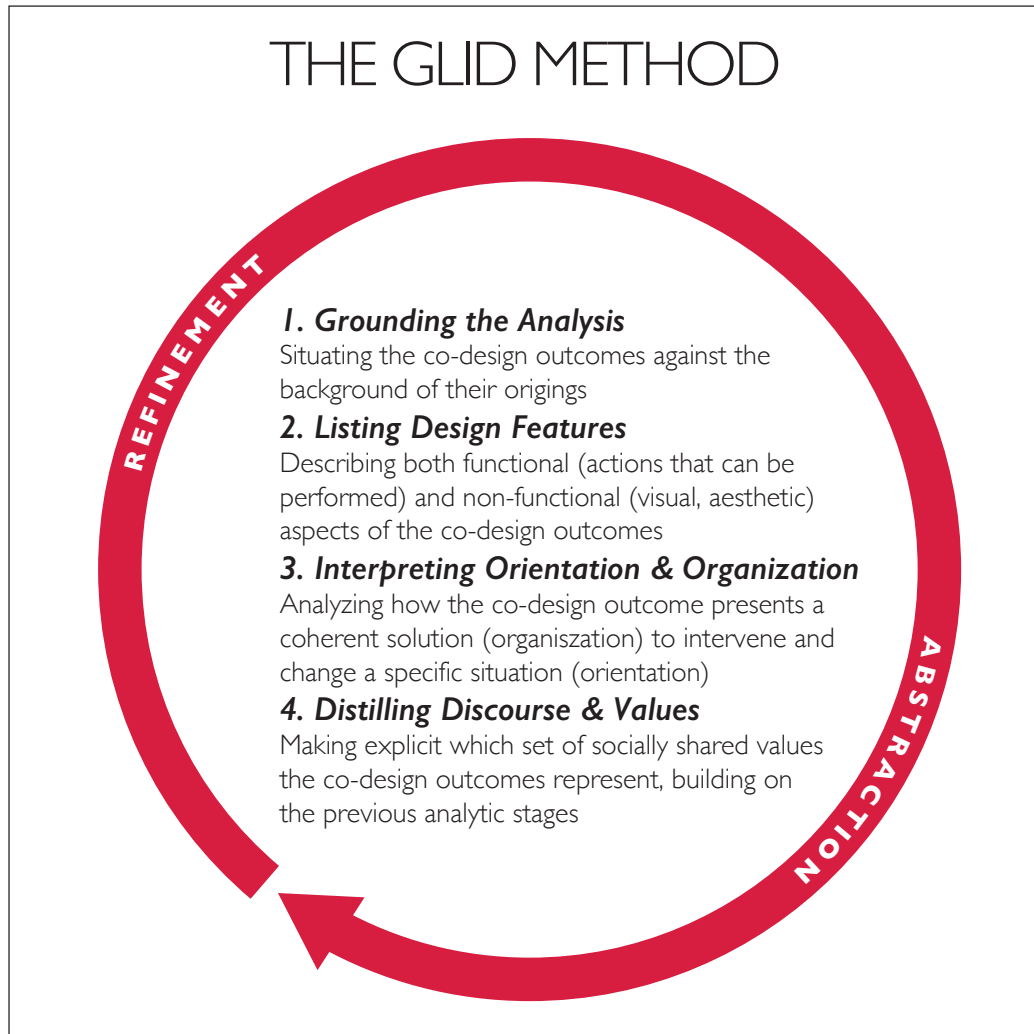 THE GLID METHOD
REFINEMENT
1. Grounding the Analysis
Situating the co-design outcomes against the
background of their origings
2. Listing Design Features
Describing both functional (actions that can be
performed) and non-functional (visual, aesthetic)
aspects of the co-design outcomes
3. Interpreting Orientation & Organization
Analyzing how the co-design outcome presents a
coherent solution (organiszation) to intervene and
change a specific situation (orientation)
4. Distilling Discourse & Values
Making explicit which set of socially shared values
the co-design outcomes represent, building on
the previous analytic stages
ABSTRACTION